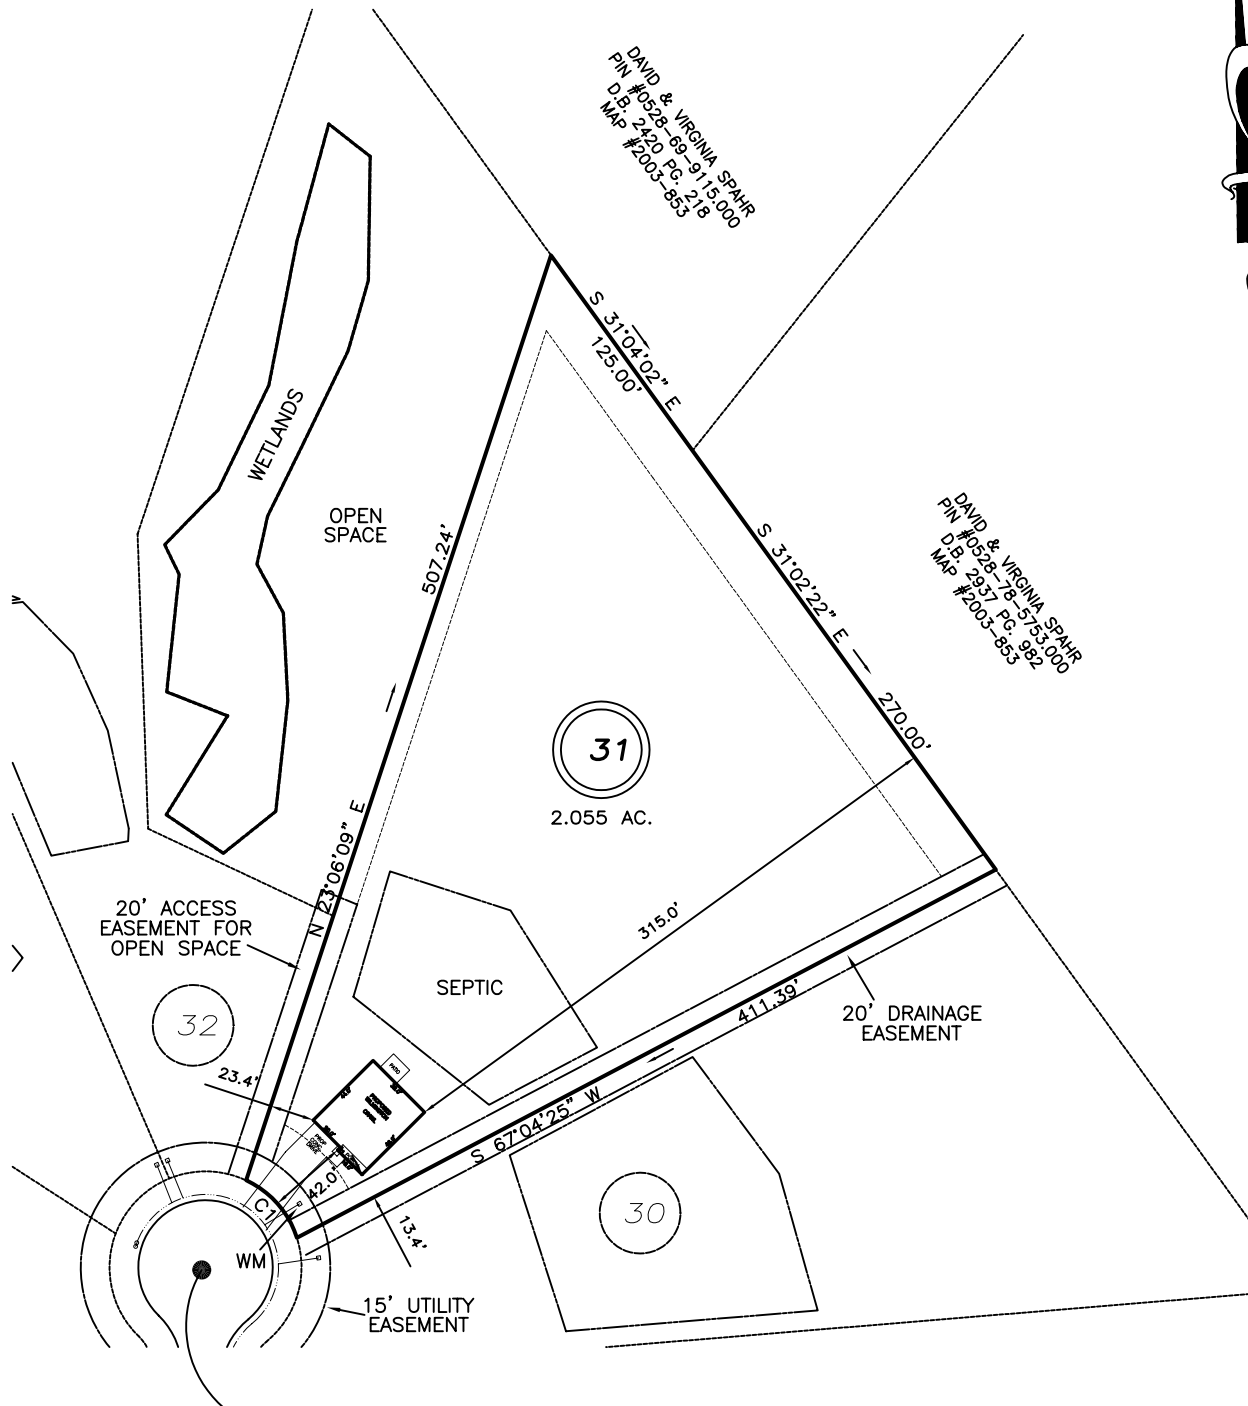 DAVID & VIRGINIA SPAHR
PIN #0528-69-9115.000
D.B. 2420 PG. 218
MAP #2003-853
S 31°04'02" E
125.00'
WETLANDS
OPEN
SPACE
507.24'
S 31°02'22" E
270.00'
DAVID & VIRGINIA SPAHR
PIN #0528-78-5753.000
D.B. 2937 PG. 982
MAP #2003-853
31
2.055 AC.
N 23°06'09" E
20' ACCESS
EASEMENT FOR
OPEN SPACE
315.0'
SEPTIC
32
411.39'
20' DRAINAGE
EASEMENT
23.4'
PATIO
S 67°04'25" W
42.0'
C1
13.4'
30
WM
15' UTILITY
EASEMENT